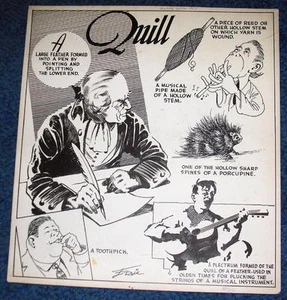 Quill
A
LARGE FEATHER FORMED
INTO A PEN BY
POINTING AND
SPLITTING
THE LOWER END.
A PIECE OF REED OR
OTHER HOLLOW STEM
ON WHICH YARN IS
WOUND.
A MUSICAL
PIPE MADE
OF A HOLLOW
STEM.
ONE OF THE HOLLOW SHARP
SPINES OF A PORCUPINE.
A TOOTHPICK.
A PLECTRUM FORMED OF THE
QUILL OF A FEATHER-USED IN
OLDEN TIMES FOR PLUCKING THE
STRINGS OF A MUSICAL INSTRUMENT.